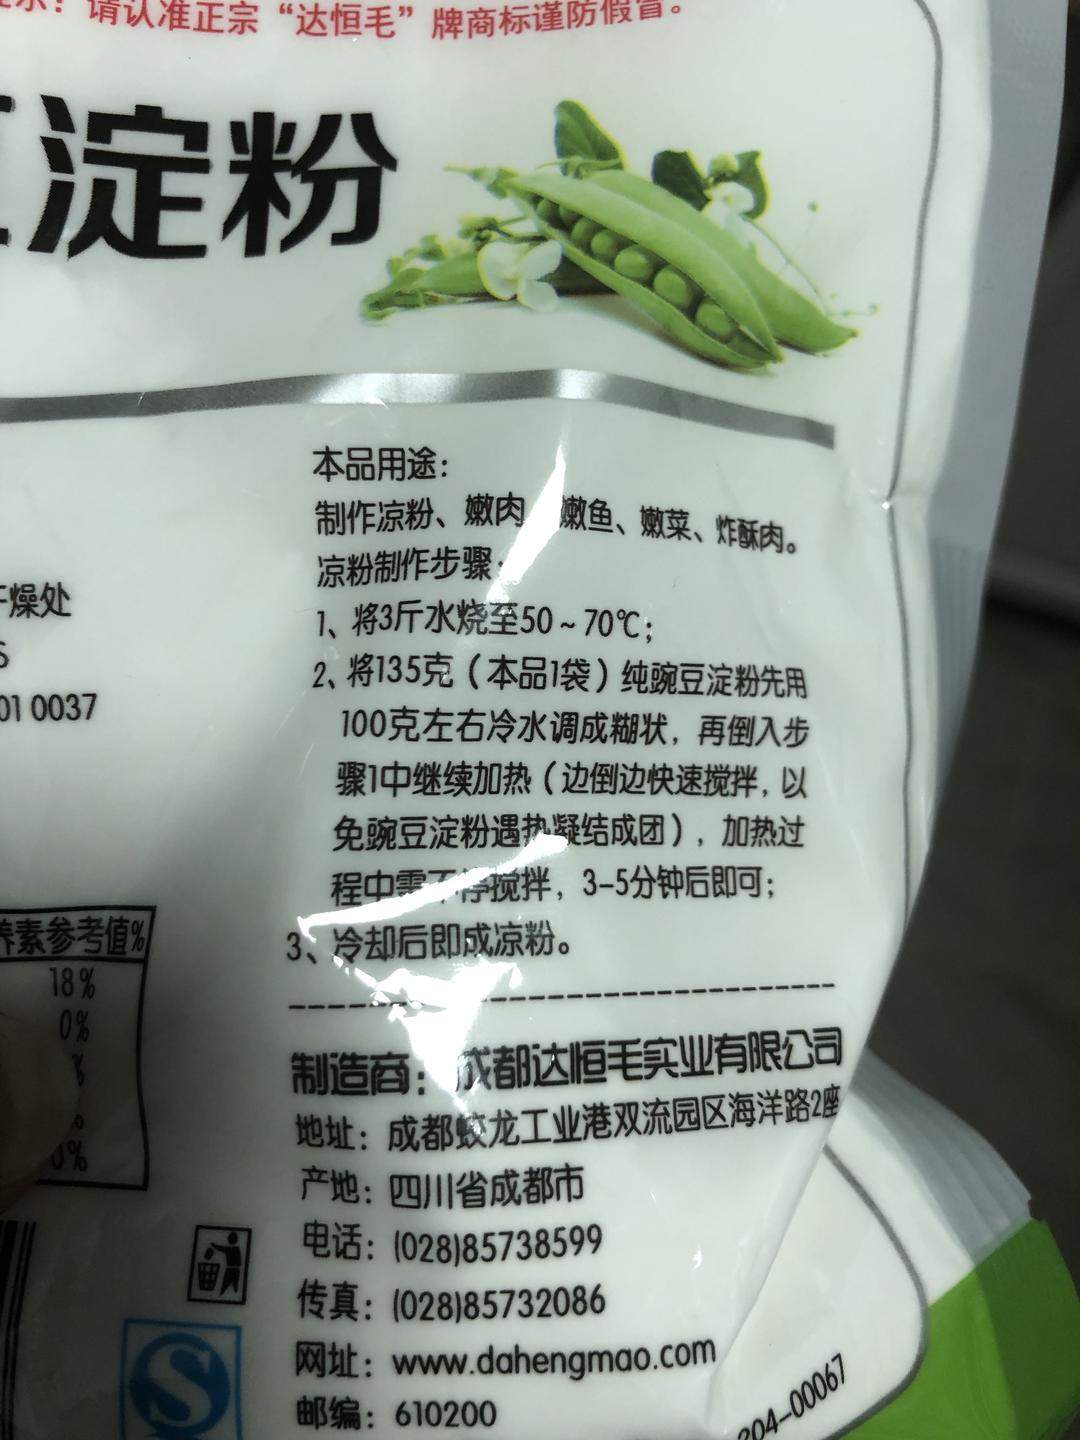 示：请认准正宗“达恒毛”牌商标谨防假冒。
淀粉
本品用途：
制作凉粉、嫩肉、嫩鱼、嫩菜、炸酥肉。
凉粉制作步骤：
1、将3斤水烧至50~70℃；
2、将135克（本品1袋）纯豌豆淀粉先用
100克左右冷水调成糊状，再倒入步
骤1中继续加热（边倒边快速搅拌，以
免豌豆淀粉遇热凝结成团），加热过
程中需不停搅拌，3-5分钟后即可；
3、冷却后即成凉粉。
燥处
S
01 0037
养素参考值%
18%
0%
%
0%
制造商：成都达恒毛实业有限公司
地址：成都蛟龙工业港双流园区海洋路2座
产地：四川省成都市
电话：(028)85738599
传真：(028)85732086
网址：www.dahengmao.com
邮编：610200
S
204-00067